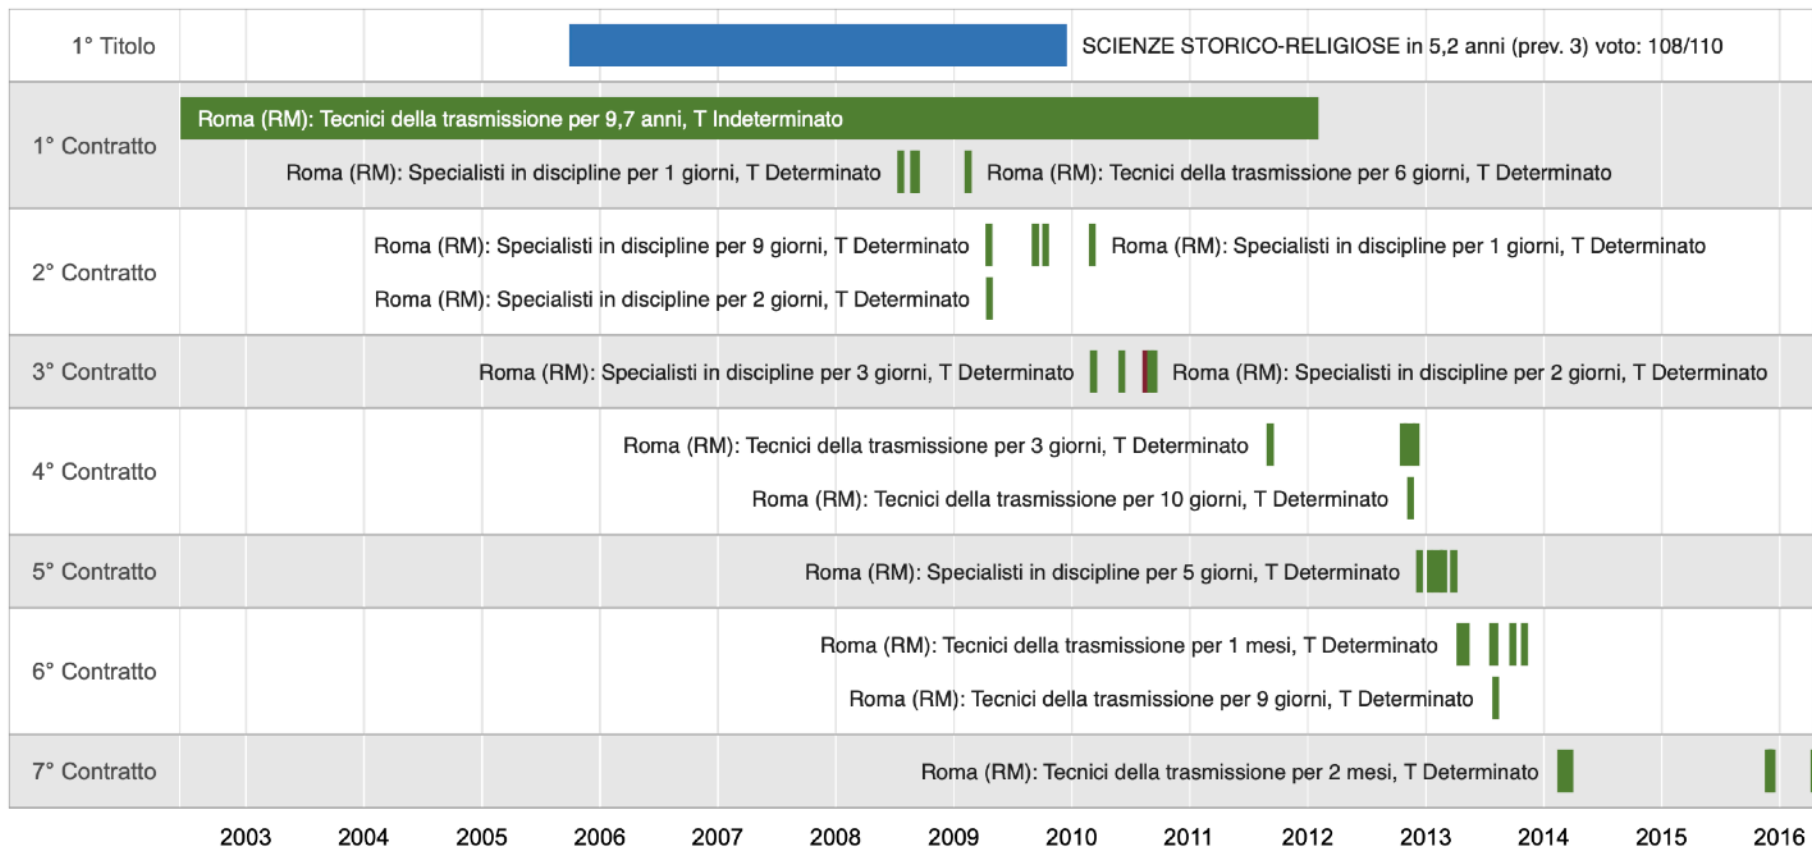 1° Titolo
SCIENZE STORICO-RELIGIOSE in 5,2 anni (prev. 3) voto: 108/110
1° Contratto
Roma (RM): Tecnici della trasmissione per 9,7 anni, T Indeterminato
Roma (RM): Specialisti in discipline per 1 giorni, T Determinato
Roma (RM): Tecnici della trasmissione per 6 giorni, T Determinato
2° Contratto
Roma (RM): Specialisti in discipline per 9 giorni, T Determinato
Roma (RM): Specialisti in discipline per 1 giorni, T Determinato
Roma (RM): Specialisti in discipline per 2 giorni, T Determinato
3° Contratto
Roma (RM): Specialisti in discipline per 3 giorni, T Determinato
Roma (RM): Specialisti in discipline per 2 giorni, T Determinato
4° Contratto
Roma (RM): Tecnici della trasmissione per 3 giorni, T Determinato
Roma (RM): Tecnici della trasmissione per 10 giorni, T Determinato
5° Contratto
Roma (RM): Specialisti in discipline per 5 giorni, T Determinato
6° Contratto
Roma (RM): Tecnici della trasmissione per 1 mesi, T Determinato
Roma (RM): Tecnici della trasmissione per 9 giorni, T Determinato
7° Contratto
Roma (RM): Tecnici della trasmissione per 2 mesi, T Determinato
2003 2004 2005 2006 2007 2008 2009 2010 2011 2012 2013 2014 2015 2016